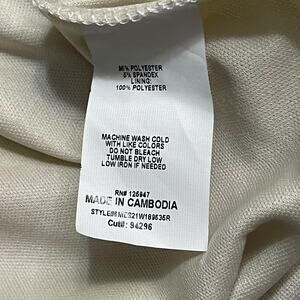 95% POLYESTER
5% SPANDEX
LINING:
100% POLYESTER
MACHINE WASH COLD
WITH LIKE COLORS
DO NOT BLEACH
TUMBLE DRY LOW
LOW IRON IF NEEDED
RN# 125947
MADE IN CAMBODIA
Cut#: 94296